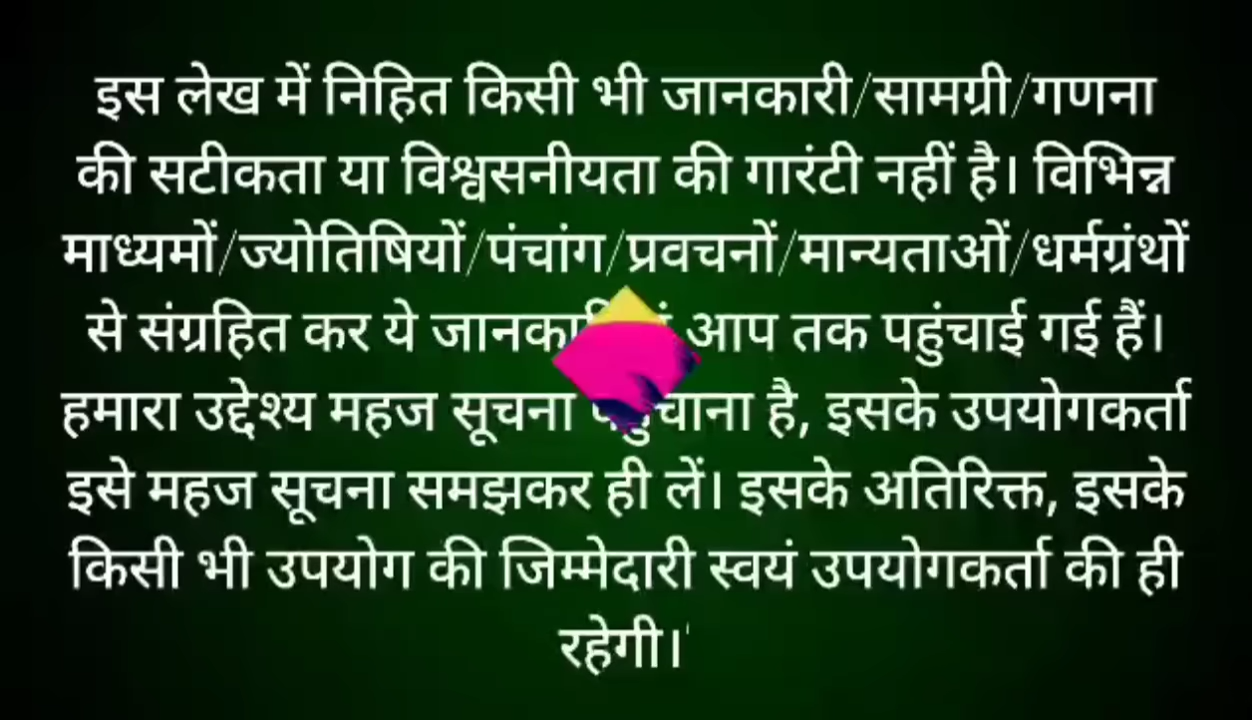 इस लेख में निहित किसी भी जानकारी/सामग्री/गणना
की सटीकता या विश्वसनीयता की गारंटी नहीं है। विभिन्न
माध्यमों/ज्योतिषियों/पंचांग/प्रवचनों/मान्यताओं/धर्मग्रंथों
से संग्रहित कर ये आप तक पहुंचाई गई हैं।
हमारा उद्देश्य महज सूचना है, इसके उपयोगकर्ता
इसे महज सूचना समझकर ही लें। इसके अतिरिक्त, इसके
किसी भी उपयोग की जिम्मेदारी स्वयं उपयोगकर्ता की ही
रहेगी।'